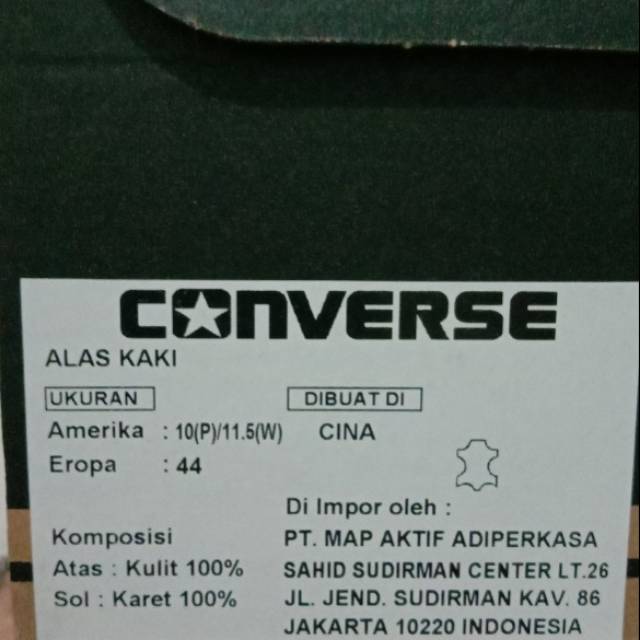 CONVERSE
ALAS KAKI
UKURAN DIBUAT DI
Amerika : 10(P)/11.5(W) CINA
Eropa : 44
Di Impor oleh :
Komposisi PT. MAP AKTIF ADIPERKASA
Atas : Kulit 100% SAHID SUDIRMAN CENTER LT.26
Sol : Karet 100% JL. JEND. SUDIRMAN KAV. 86
JAKARTA 10220 INDONESIA